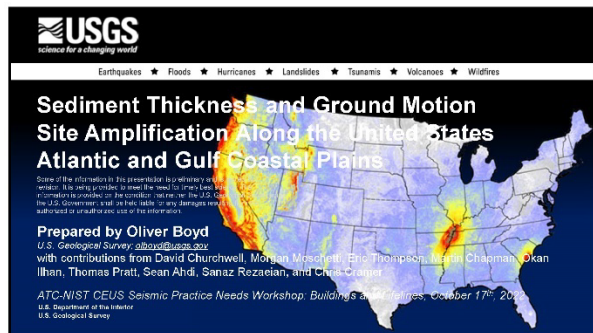 USGS
science for a changing world
Earthquakes ★ Floods ★ Hurricanes ★ Landslides ★ Tsunamis ★ Volcanoes ★ Wildfires
Sediment Thickness and Ground Motion
Site Amplification Along the United States
Atlantic and Gulf Coastal Plains
Some of the information in this presentation is preliminary and
revision. It is being provided to meet the need for timely best
information is provided on the condition that neither the U.S.
the U.S. Government shall be held liable for any damages
authorized or unauthorized use of the information.
Prepared by Oliver Boyd
U.S. Geological Survey; olboyd@usgs.gov
with contributions from David Churchwell, Morgan Moschetti, Eric Thompson, Martin Chapman, Okan
Ilhan, Thomas Pratt, Sean Ahdi, Sanaz Rezaeian, and Chris Cramer
ATC-NIST CEUS Seismic Practice Needs Workshop: Buildings and Lifelines, October 17th, 2022
U.S. Department of the Interior
U.S. Geological Survey